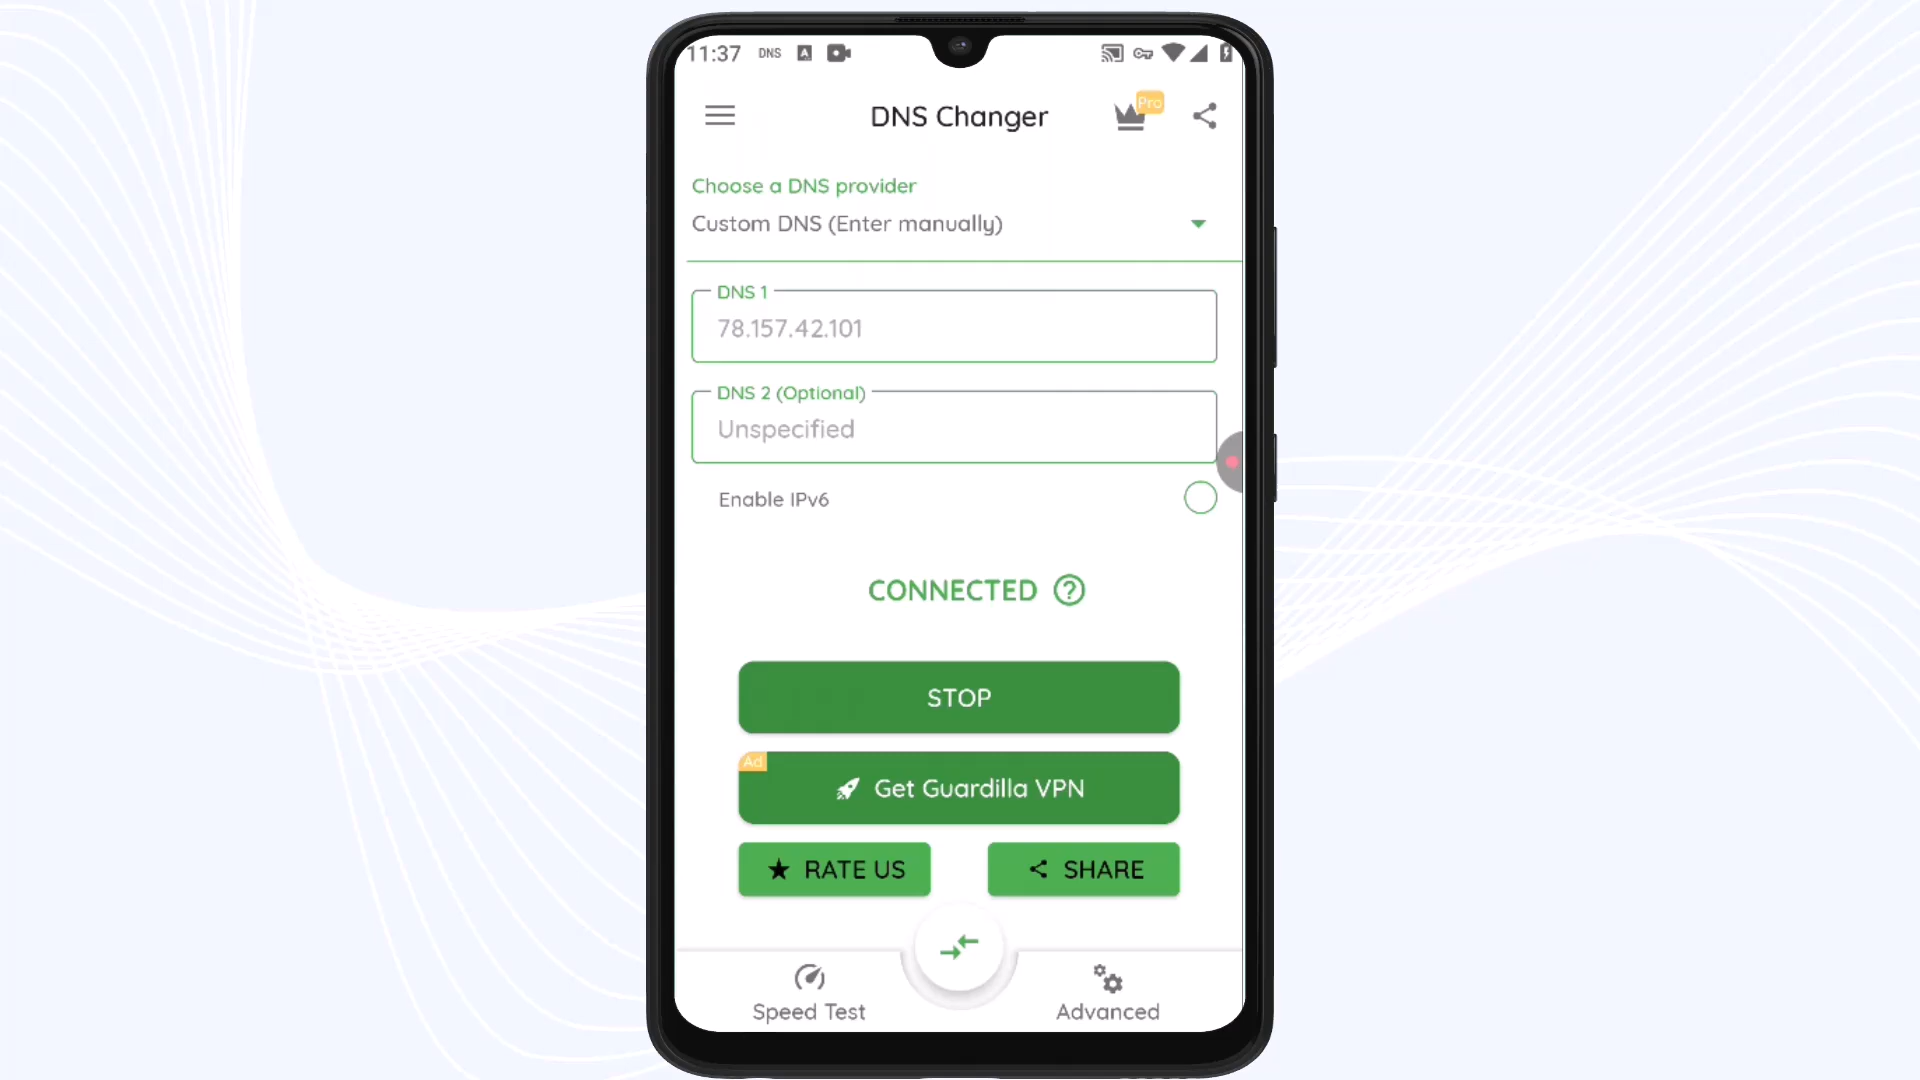 11:37 DNS A
DNS Changer
Pro
Choose a DNS provider
Custom DNS (Enter manually)
DNS 1
78.157.42.101
DNS 2 (Optional)
Unspecified
Enable IPv6
CONNECTED ?
STOP
Ad
Get Guardilla VPN
RATE US
SHARE
Speed Test
Advanced